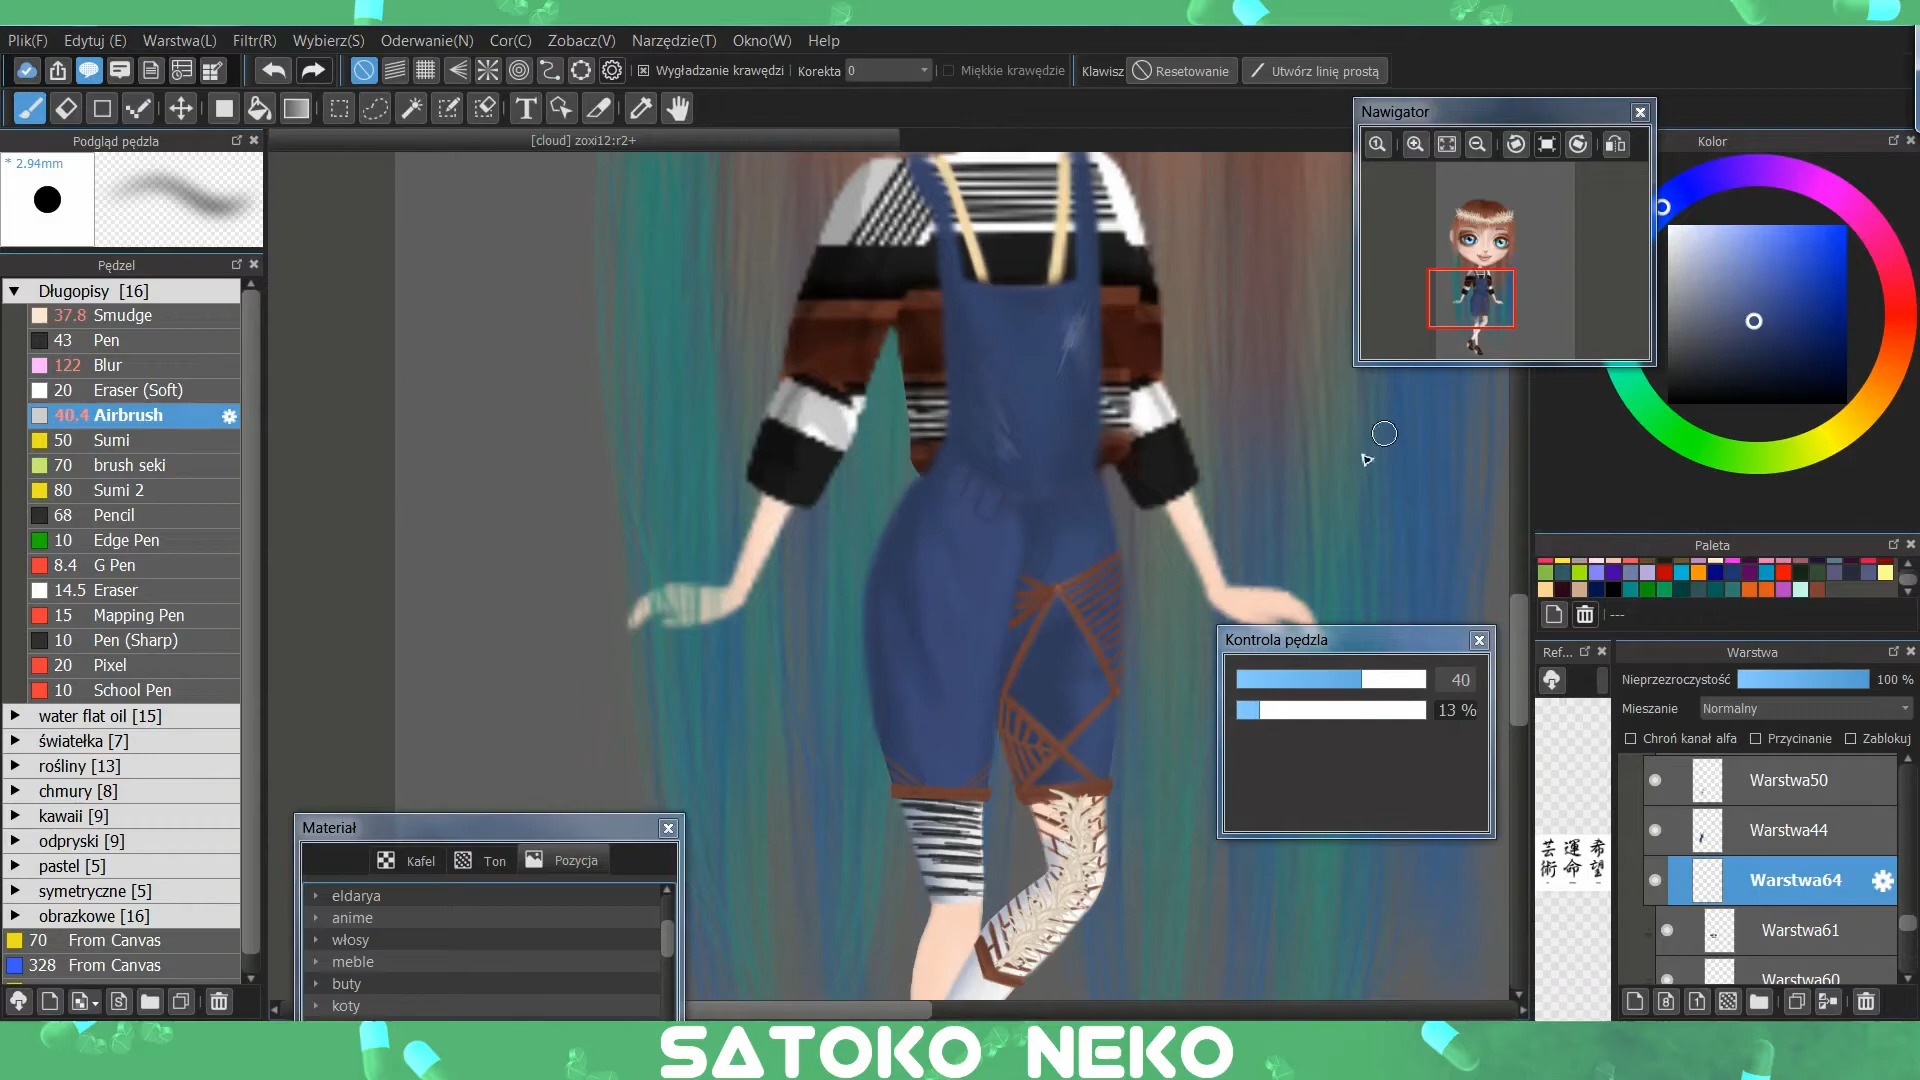 Plik(F) Edytuj (E) Warstwa(L) Filtr(R) Wybierz(S) Oderwanie(N) Cor(C) Zobacz(V) Narzędzie(T) Okno(W) Help
Wygładzanie krawędzi Korekta 0 Miękkie krawędzie Klawisz Resetowanie Utwórz linię prostą
T
Podgląd pędzla
[cloud] zoxi12:r2+
* 2.94mm
Pędzel
Długopisy [16]
37.8 Smudge
43 Pen
122 Blur
20 Eraser (Soft)
40.4 Airbrush
50 Sumi
70 brush seki
80 Sumi 2
68 Pencil
10 Edge Pen
8.4 G Pen
14.5 Eraser
15 Mapping Pen
10 Pen (Sharp)
20 Pixel
10 School Pen
water flat oil [15]
światełka [7]
rośliny [13]
chmury [8]
kawaii [9]
odpryski [9]
pastel [5]
symetryczne [5]
obrazkowe [16]
70 From Canvas
328 From Canvas
Materiał
Kafel Ton Pozycja
eldarya
anime
włosy
meble
buty
koty
Nawigator
Kontrola pędzla
40
13 %
Kolor
Paleta
---
Ref...
希望
運命
芸術
Warstwa
Nieprzezroczystość 100 %
Mieszanie Normalny
Chroń kanał alfa Przycinanie Zablokuj
Warstwa50
Warstwa44
Warstwa64
Warstwa61
Warstwa60
SATOKO NEKO